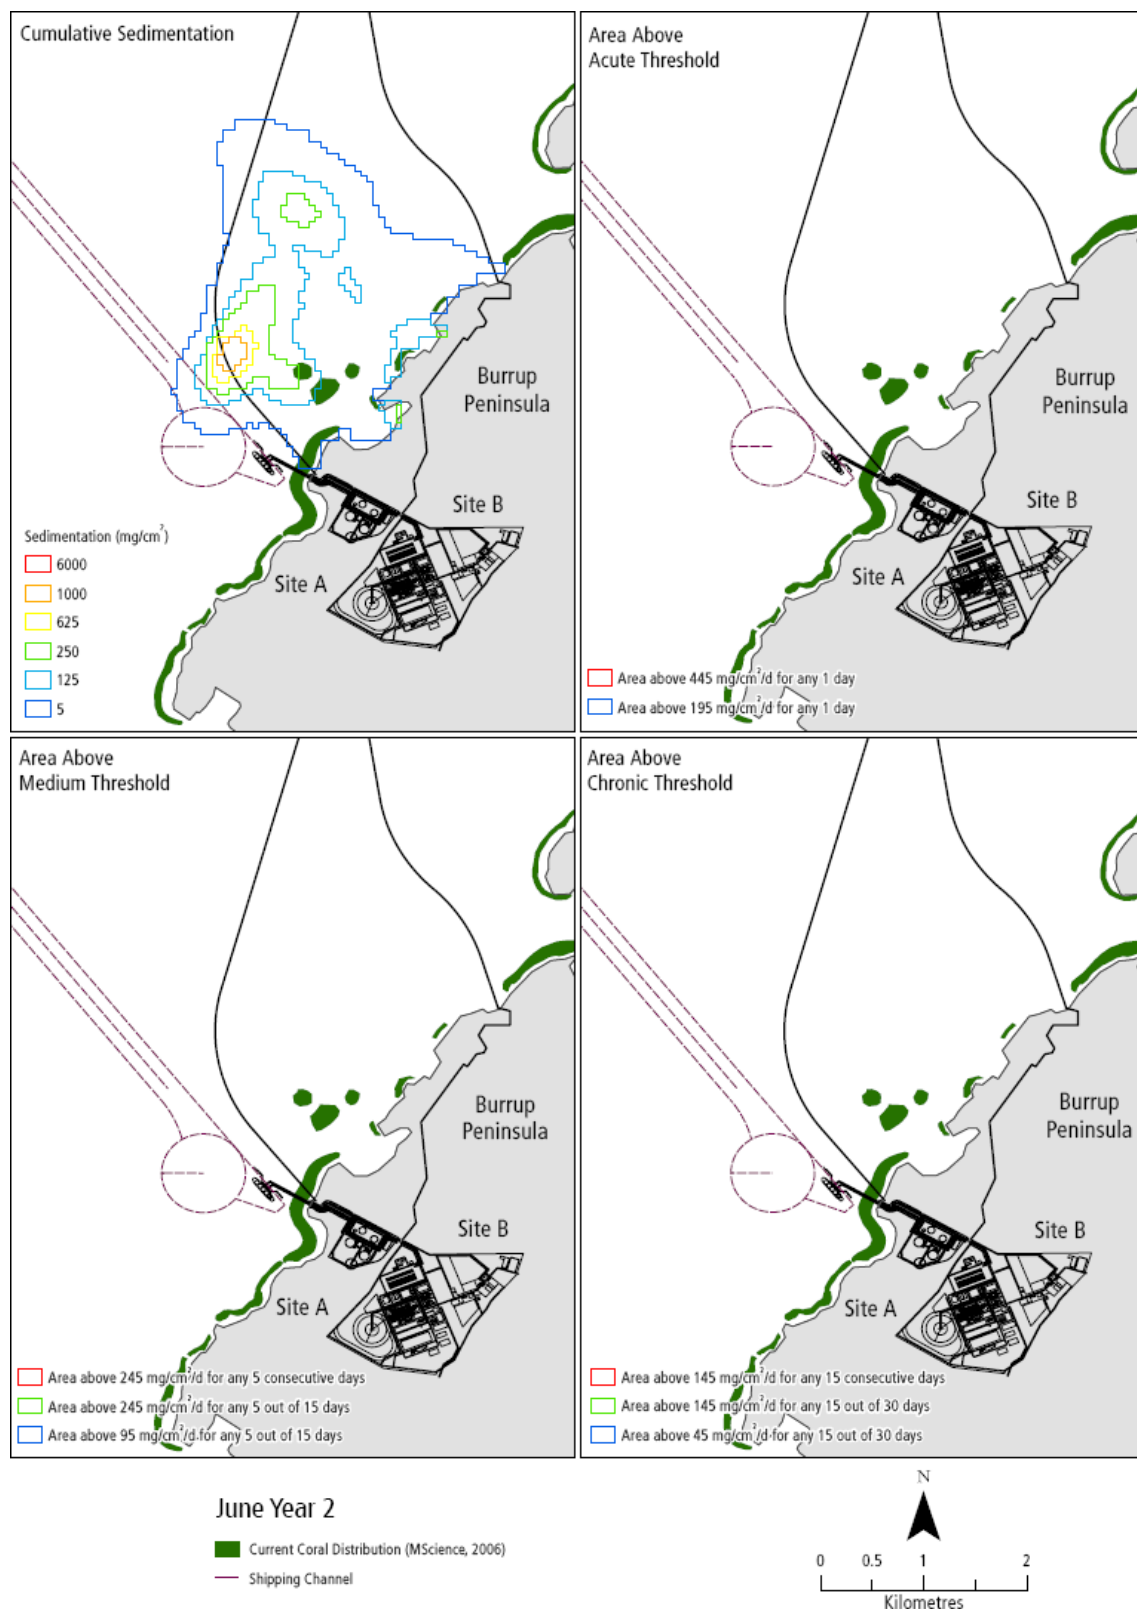 Cumulative Sedimentation
Burrup
Peninsula
Site B
Site A
Sedimentation (mg/cm²)
6000
1000
625
250
125
5
Area Above
Acute Threshold
Burrup
Peninsula
Site B
Site A
Area above 445 mg/cm²/d for any 1 day
Area above 195 mg/cm²/d for any 1 day
Area Above
Medium Threshold
Burrup
Peninsula
Site B
Site A
Area above 245 mg/cm²/d for any 5 consecutive days
Area above 245 mg/cm²/d for any 5 out of 15 days
Area above 95 mg/cm²/d for any 5 out of 15 days
Area Above
Chronic Threshold
Burrup
Peninsula
Site B
Site A
Area above 145 mg/cm²/d for any 15 consecutive days
Area above 145 mg/cm²/d for any 15 out of 30 days
Area above 45 mg/cm²/d for any 15 out of 30 days
June Year 2
Current Coral Distribution (MScience, 2006)
Shipping Channel
N
0 0.5 1 2
Kilometres